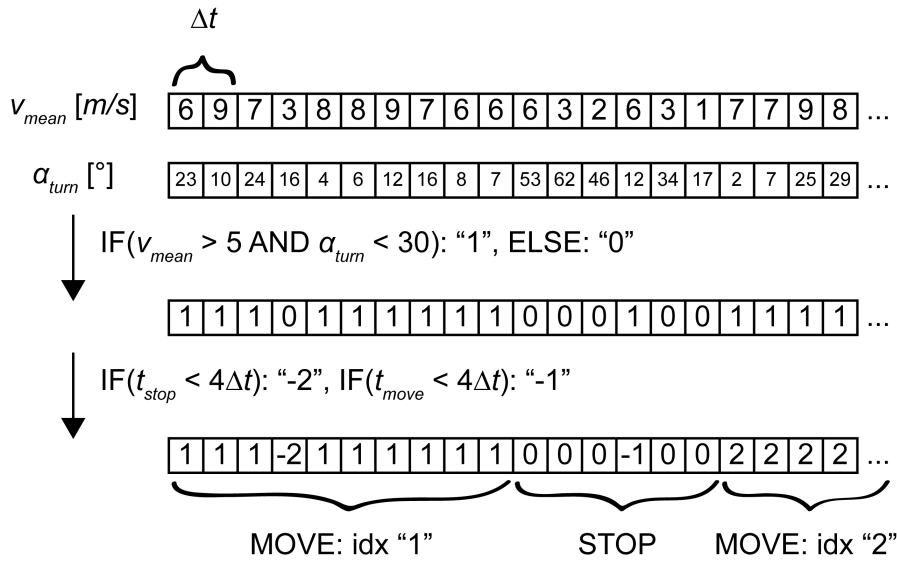 Δt
v_mean [m/s] 6 9 7 3 8 8 9 7 6 6 6 3 2 6 3 1 7 7 9 8 ...
α_turn [°] 23 10 24 16 4 6 12 16 8 7 53 62 46 12 34 17 2 7 25 29 ...
IF(v_mean > 5 AND α_turn < 30): “1”, ELSE: “0”
1 1 1 0 1 1 1 1 1 1 0 0 0 1 0 0 1 1 1 1 ...
IF(t_stop < 4Δt): “-2”, IF(t_move < 4Δt): “-1”
1 1 1 -2 1 1 1 1 1 1 0 0 0 -1 0 0 2 2 2 2 ...
MOVE: idx “1” STOP MOVE: idx “2”